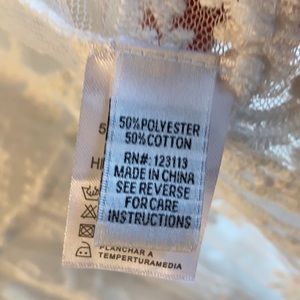 50%POLYESTER
50%COTTON
RN#: 123113
MADE IN CHINA
SEE REVERSE
FOR CARE
INSTRUCTIONS
PLANCHAR A
TEMPERTURAMEDIA